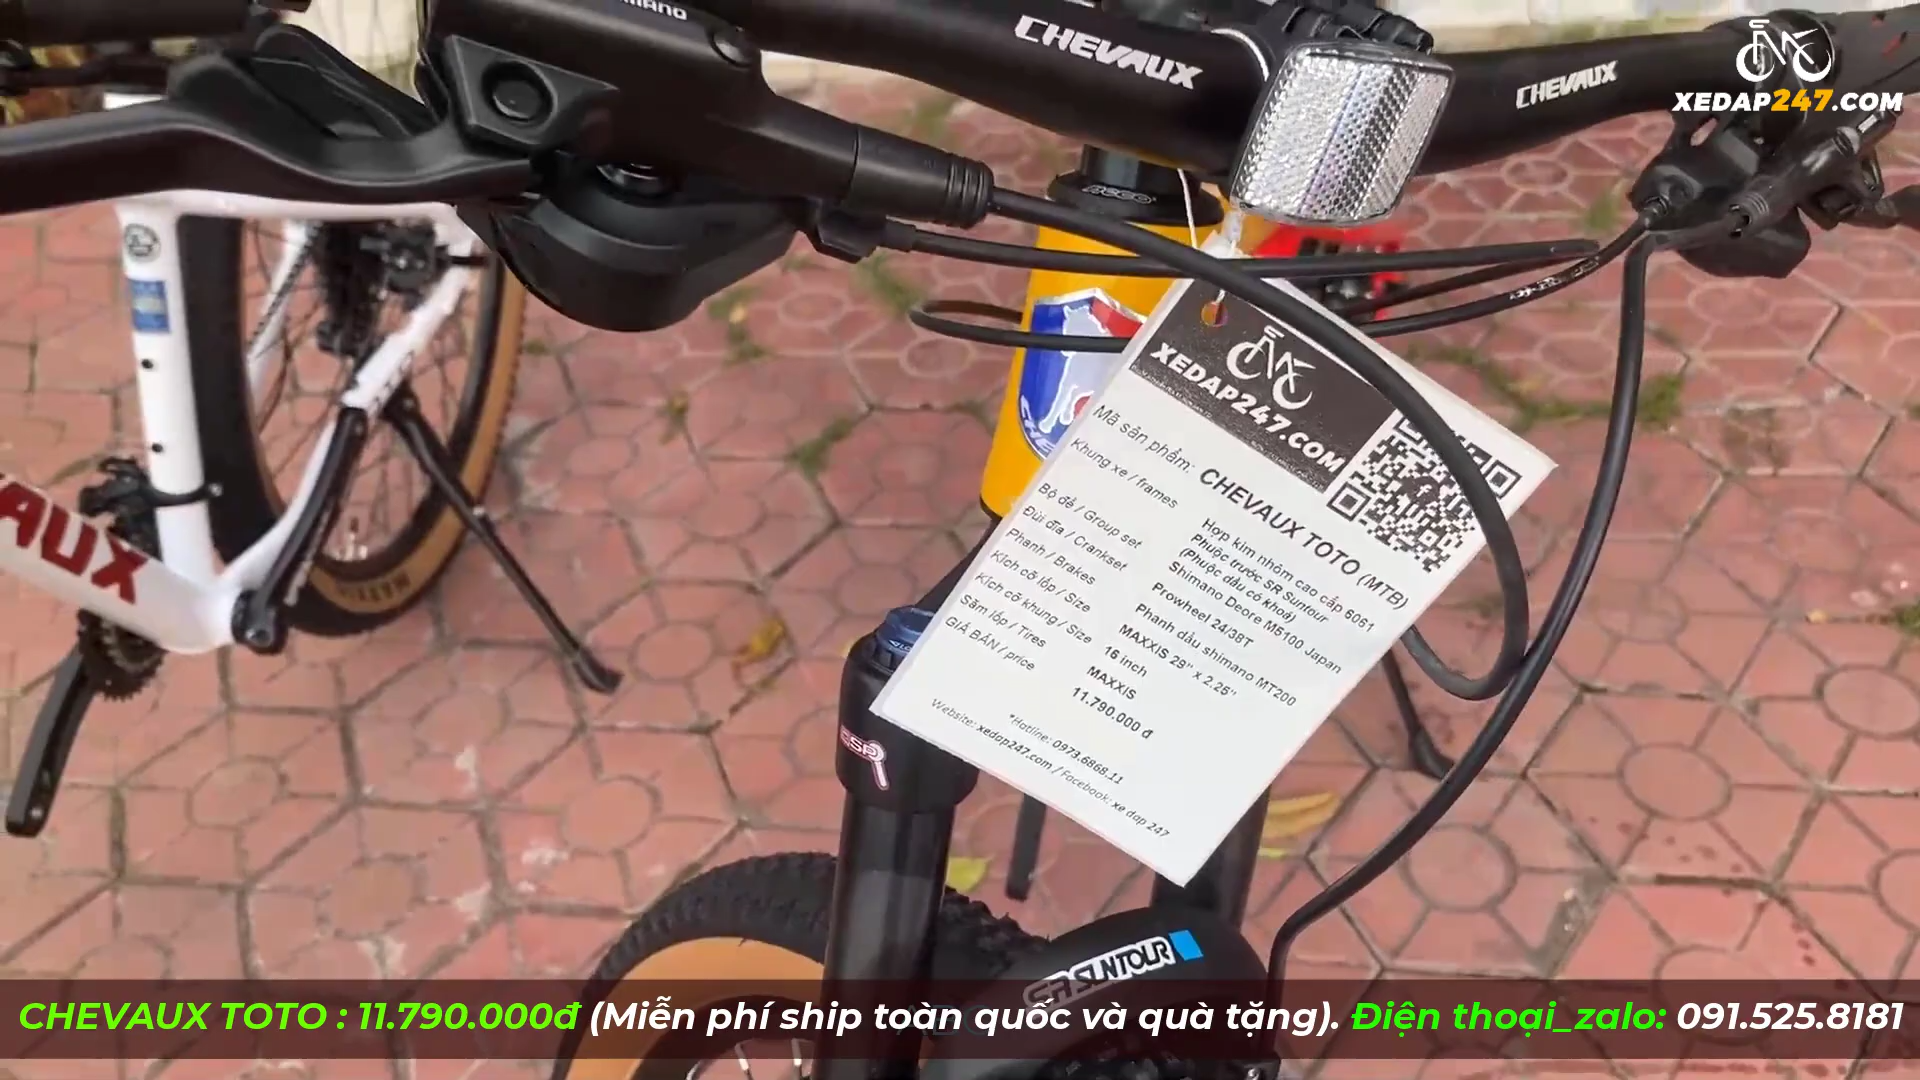 CHEVAUX
CHEVAUX
XEDAP247.COM
XEDAP247.COM
Mã sản phẩm: CHEVAUX TOTO (MTB)
Khung xe / frames Hợp kim nhôm cao cấp 6061
Phuộc trước SR Suntour
(Phuộc dầu có khoá)
Bộ đề / Group set Shimano Deore M5100 Japan
Đùi đĩa / Crankset Prowheel 24/38T
Phanh / Brakes Phanh dầu shimano MT200
Kích cỡ lốp / Size MAXXIS 29" x 2.25"
Kích cỡ khung / Size 16 inch
Săm lốp / Tires MAXXIS
GIÁ BÁN / price 11.790.000 đ
*Hotline: 0973.6868.11
Website: xedap247.com / Facebook: xe dap 247
AUX
SR SUNTOUR
CHEVAUX TOTO : 11.790.000đ (Miễn phí ship toàn quốc và quà tặng). Điện thoại_zalo: 091.525.8181